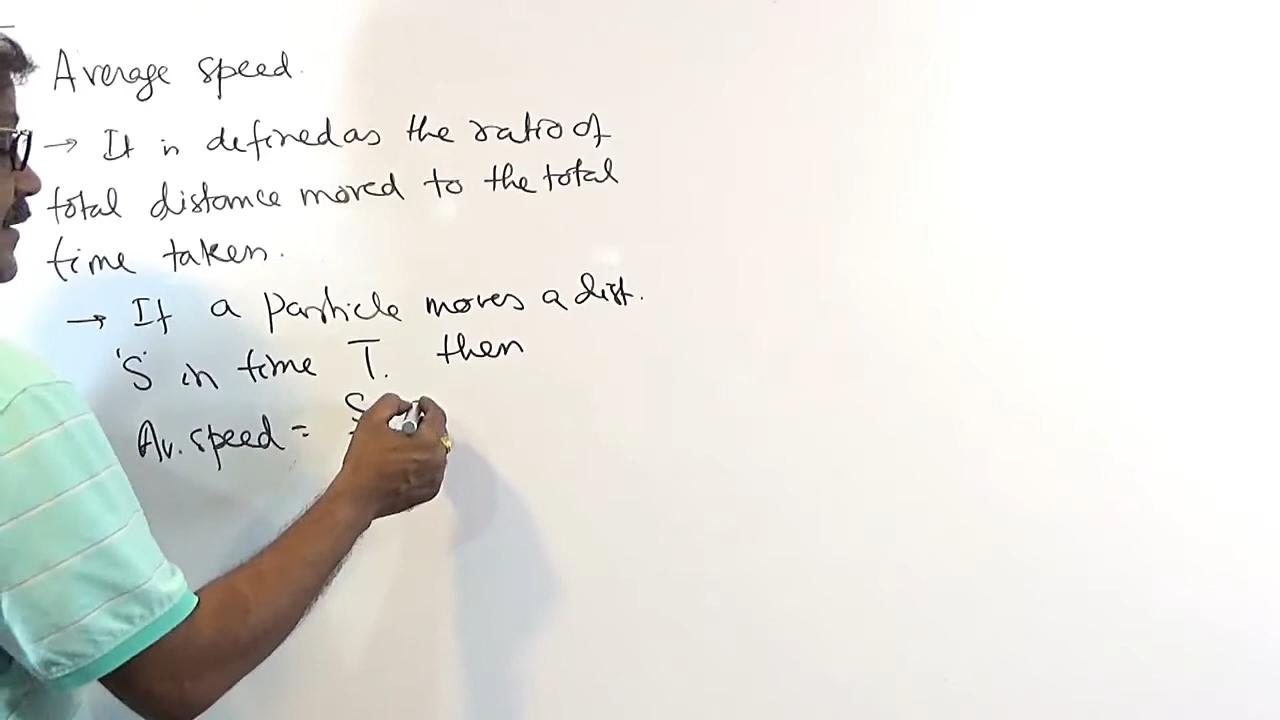 Average speed.
→ It is defined as the ratio of
total distance moved to the total
time taken.
→ If a particle moves a dist.
'S' in time T. then
Av. speed = S